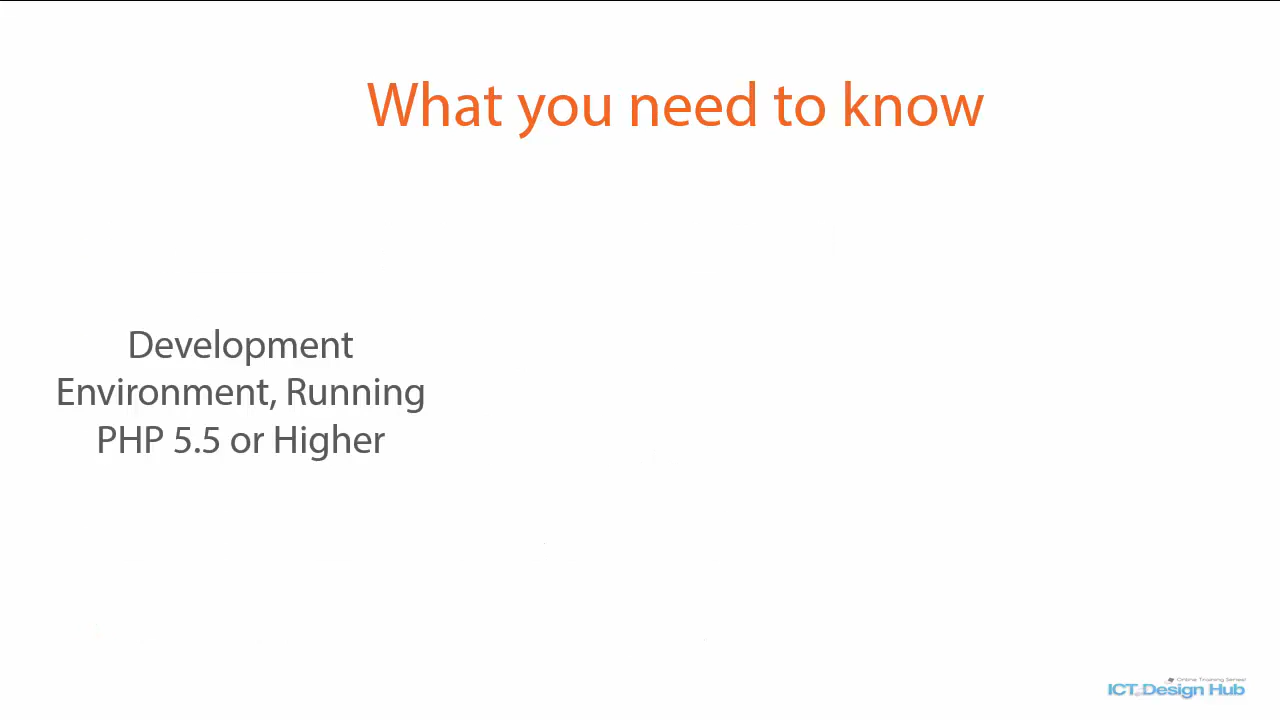 What you need to know
Development
Environment, Running
PHP 5.5 or Higher
Online Training Series!
ICT Design Hub